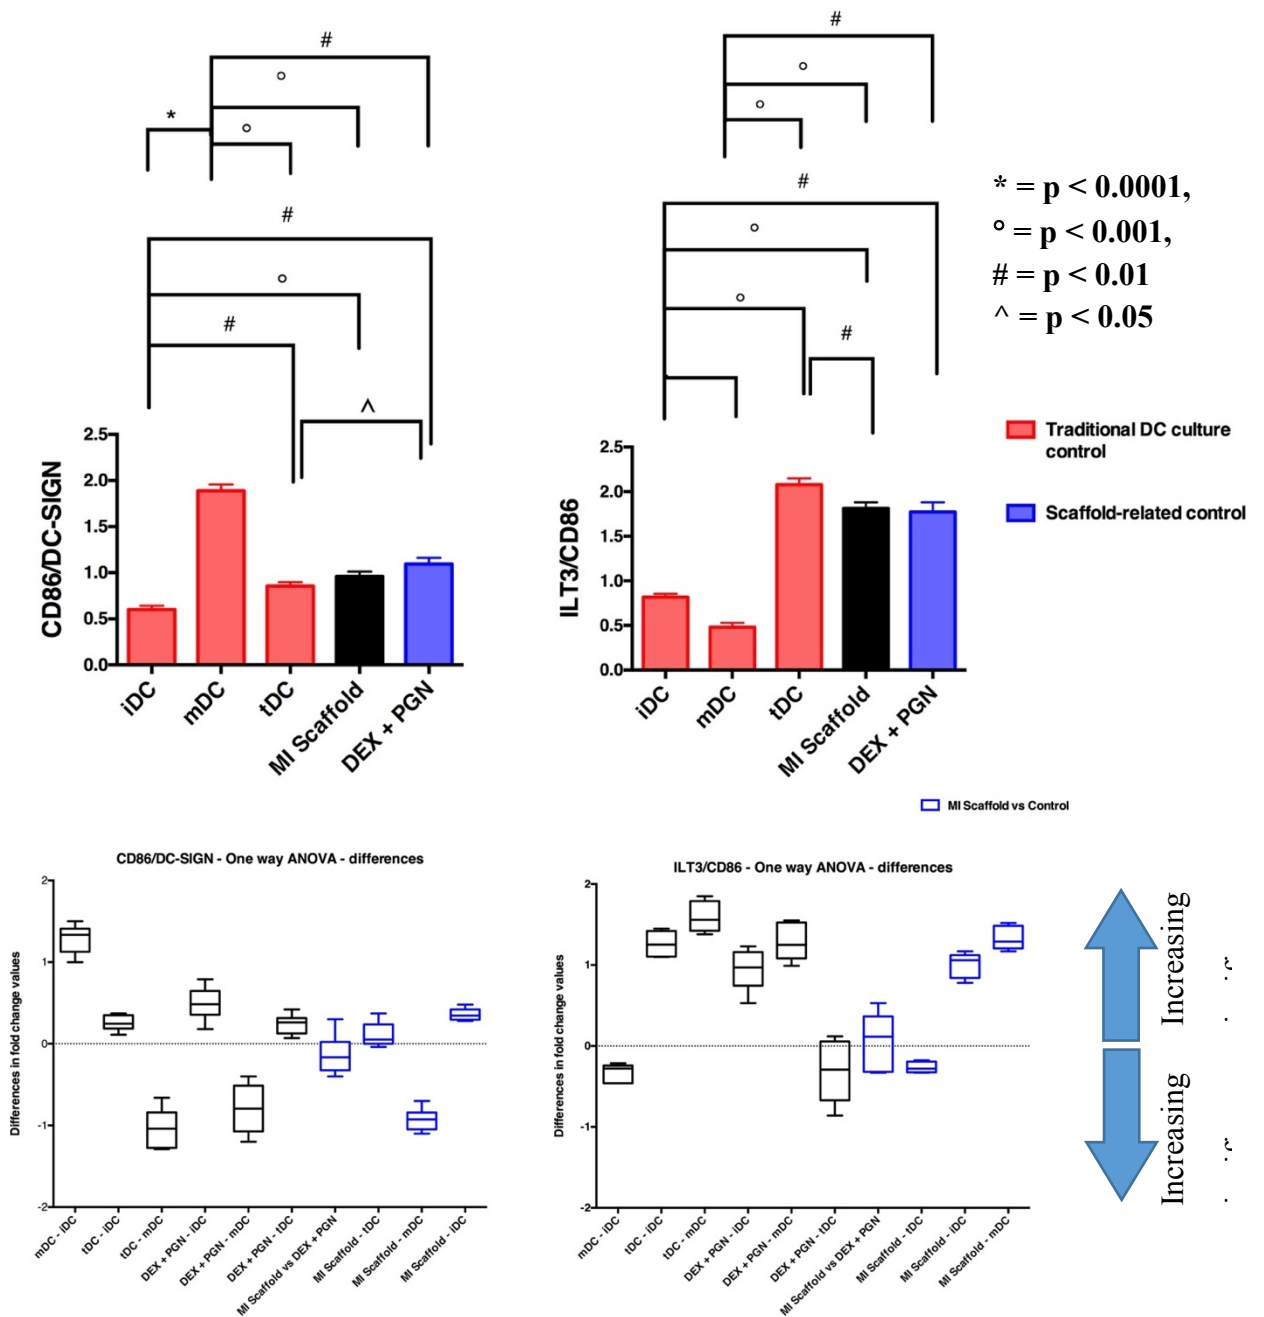 #
°
*
°
#
°
#
^
2.5
2.0
1.5
1.0
0.5
0.0
CD86/DC-SIGN
iDC
mDC
tDC
MI Scaffold
DEX + PGN
#
°
°
#
°
°
#
2.5
2.0
1.5
1.0
0.5
0.0
ILT3/CD86
iDC
mDC
tDC
MI Scaffold
DEX + PGN
* = p < 0.0001,
° = p < 0.001,
# = p < 0.01
^ = p < 0.05
Traditional DC culture
control
Scaffold-related control
MI Scaffold vs Control
CD86/DC-SIGN - One way ANOVA - differences
Differences in fold change values
2
1
0
-1
-2
mDC - iDC
tDC - iDC
tDC - mDC
DEX + PGN - iDC
DEX + PGN - mDC
DEX + PGN - tDC
MI Scaffold vs DEX + PGN
MI Scaffold - tDC
MI Scaffold - mDC
MI Scaffold - iDC
ILT3/CD86 - One way ANOVA - differences
Differences in fold change values
2
1
0
-1
-2
mDC - iDC
tDC - iDC
tDC - mDC
DEX + PGN - iDC
DEX + PGN - mDC
DEX + PGN - tDC
MI Scaffold vs DEX + PGN
MI Scaffold - tDC
MI Scaffold - iDC
MI Scaffold - mDC
Increasing
Increasing